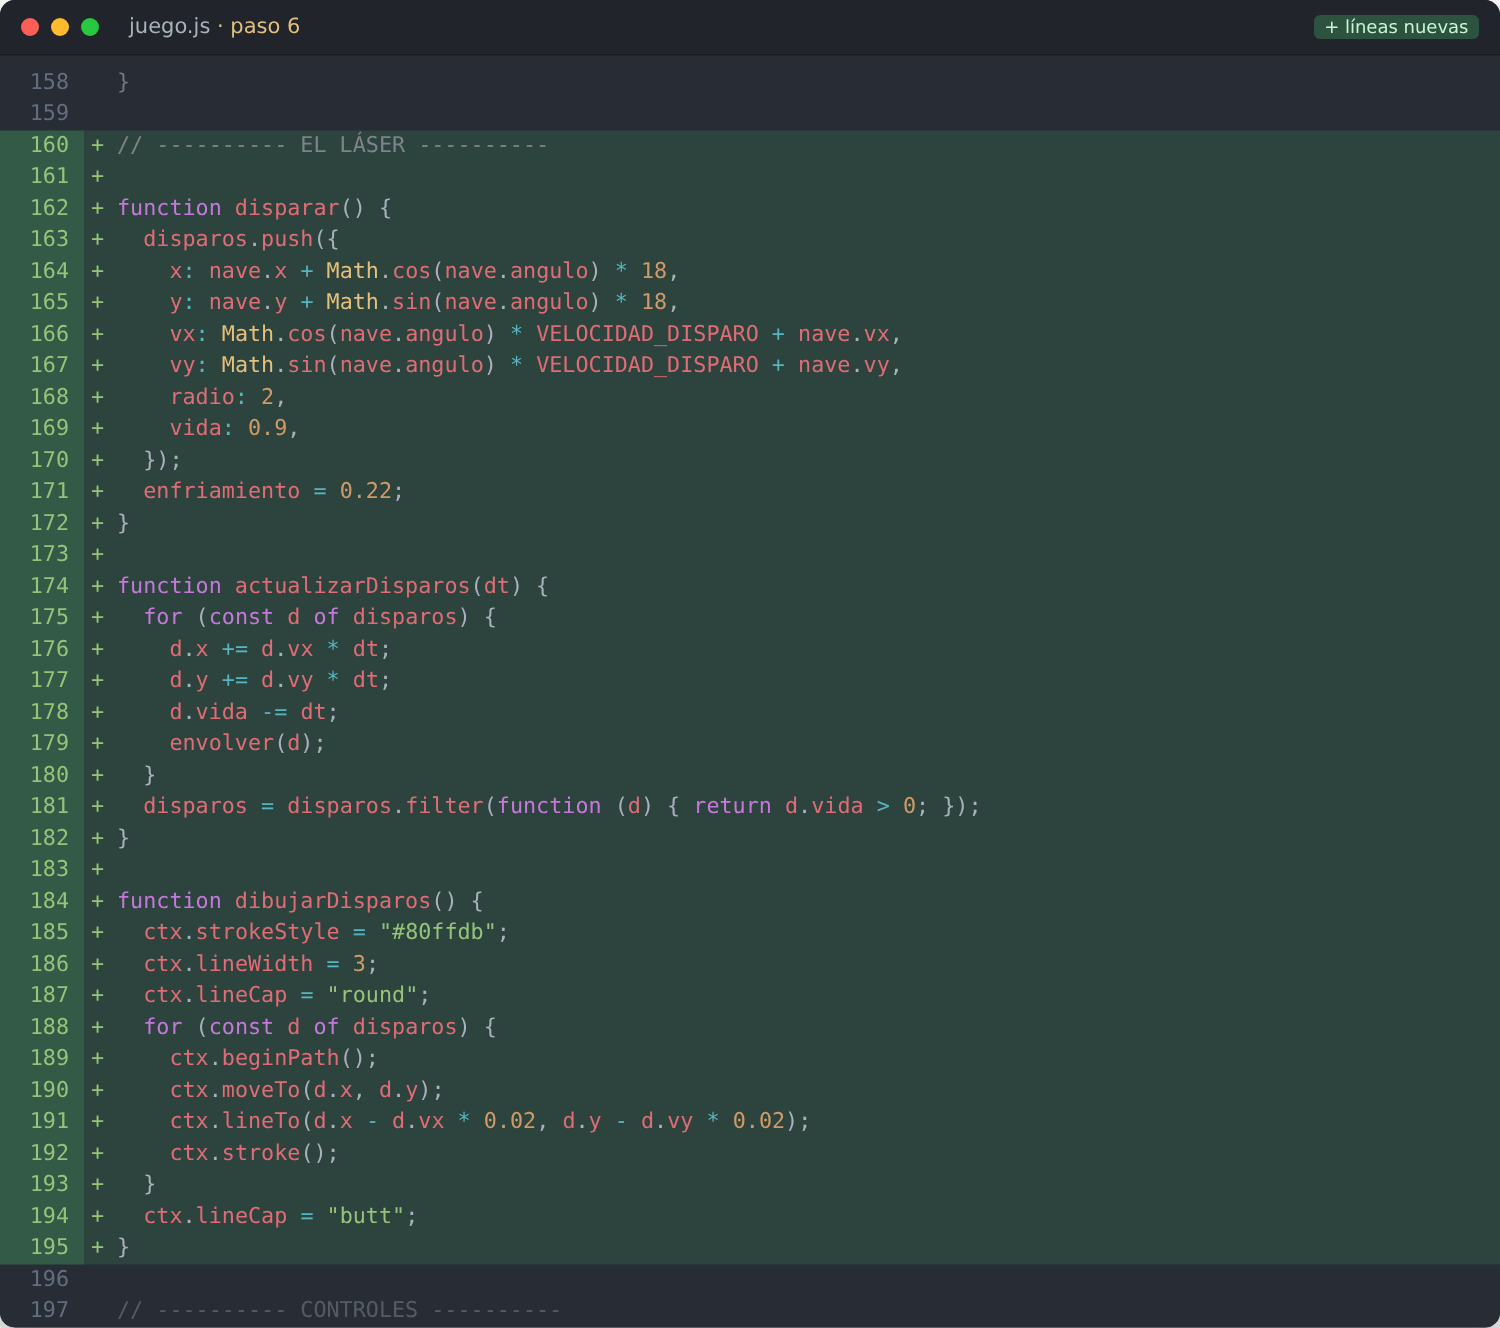 juego.js · paso 6
+ líneas nuevas
158 }
159
160 + // ---------- EL LÁSER ----------
161 +
162 + function disparar() {
163 +   disparos.push({
164 +     x: nave.x + Math.cos(nave.angulo) * 18,
165 +     y: nave.y + Math.sin(nave.angulo) * 18,
166 +     vx: Math.cos(nave.angulo) * VELOCIDAD_DISPARO + nave.vx,
167 +     vy: Math.sin(nave.angulo) * VELOCIDAD_DISPARO + nave.vy,
168 +     radio: 2,
169 +     vida: 0.9,
170 +   });
171 +   enfriamiento = 0.22;
172 + }
173 +
174 + function actualizarDisparos(dt) {
175 +   for (const d of disparos) {
176 +     d.x += d.vx * dt;
177 +     d.y += d.vy * dt;
178 +     d.vida -= dt;
179 +     envolver(d);
180 +   }
181 +   disparos = disparos.filter(function (d) { return d.vida > 0; });
182 + }
183 +
184 + function dibujarDisparos() {
185 +   ctx.strokeStyle = "#80ffdb";
186 +   ctx.lineWidth = 3;
187 +   ctx.lineCap = "round";
188 +   for (const d of disparos) {
189 +     ctx.beginPath();
190 +     ctx.moveTo(d.x, d.y);
191 +     ctx.lineTo(d.x - d.vx * 0.02, d.y - d.vy * 0.02);
192 +     ctx.stroke();
193 +   }
194 +   ctx.lineCap = "butt";
195 + }
196
197 // ---------- CONTROLES ----------